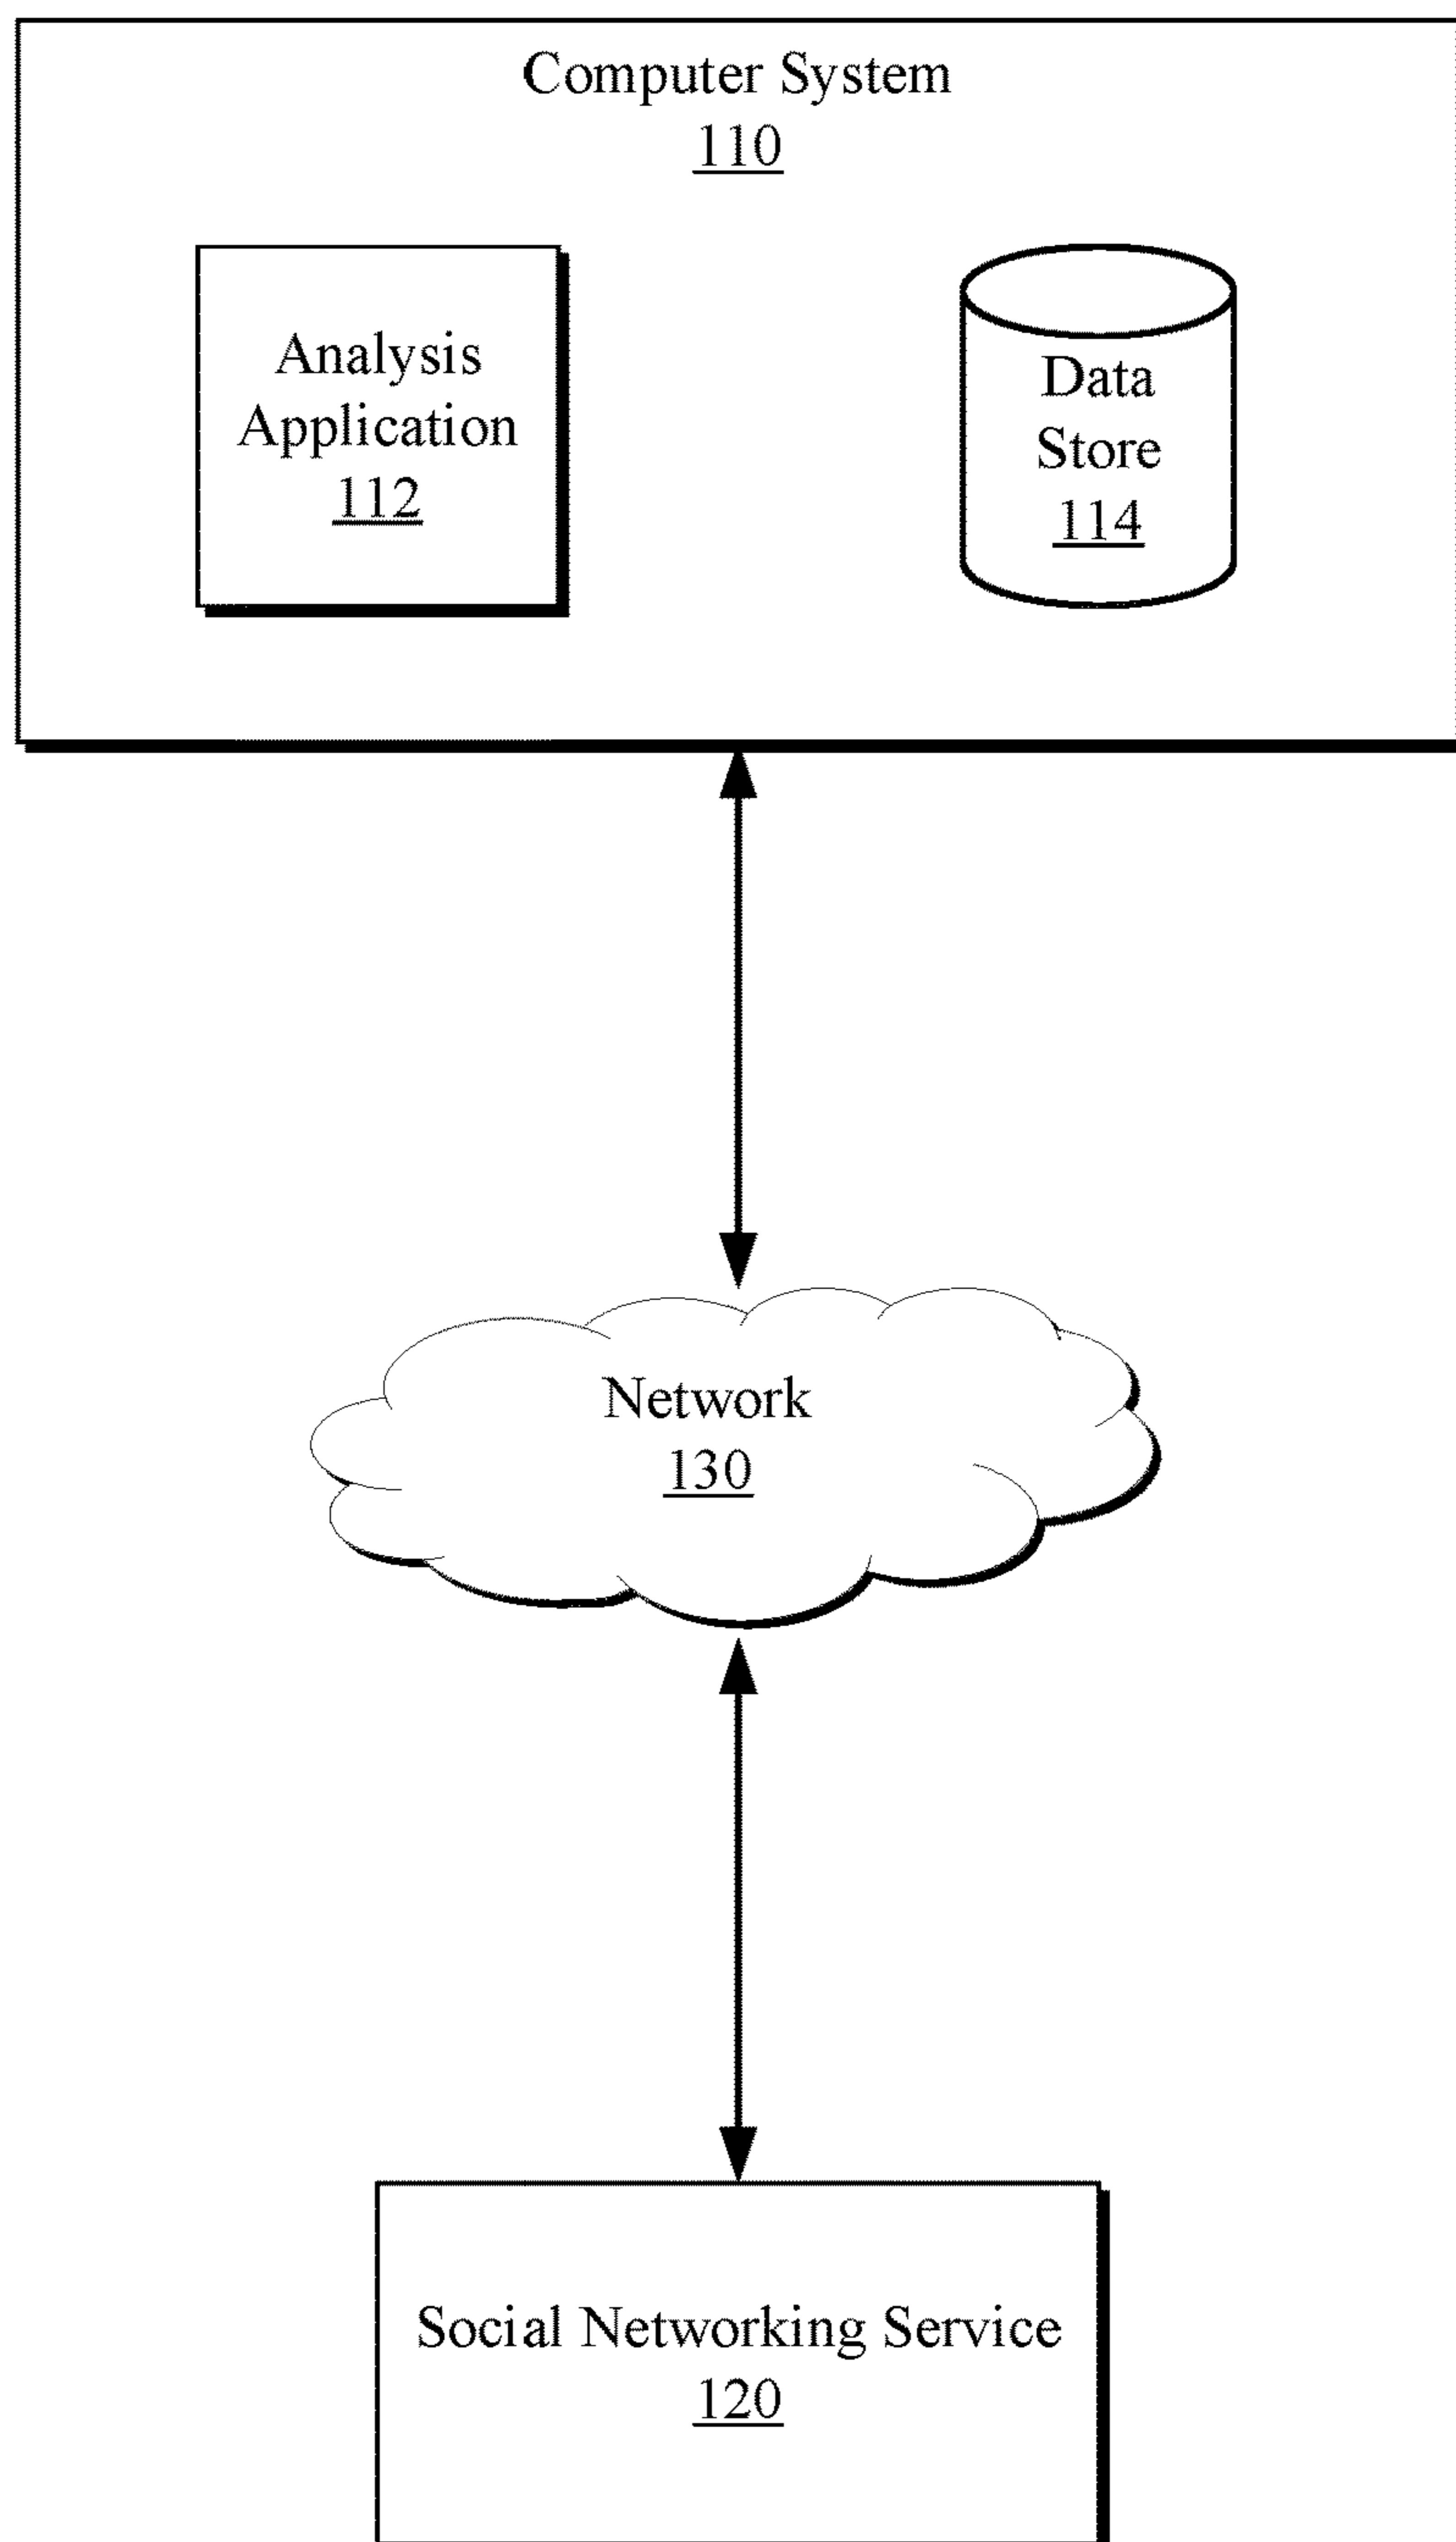 Computer System
110
Analysis
Application
112
Data
Store
114
Network
130
Social Networking Service
120